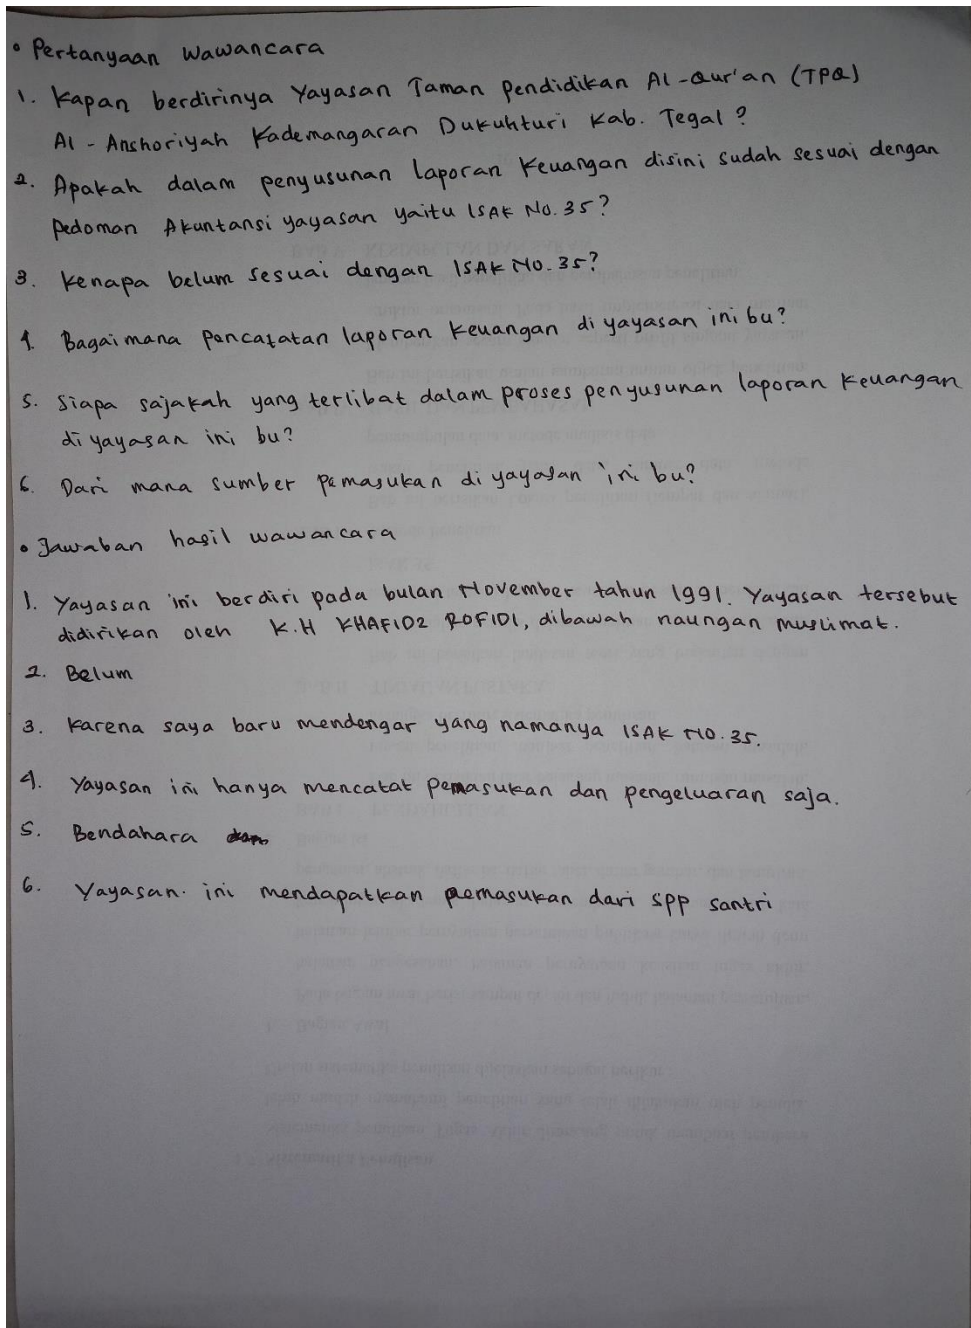 • Pertanyaan Wawancara
1. Kapan berdirinya Yayasan Taman Pendidikan Al-Qur'an (TPQ)
Al-Anshoriyah Kademangaran Dukuhturi Kab. Tegal?
2. Apakah dalam penyusunan Laporan Keuangan disini sudah sesuai dengan
Pedoman Akuntansi yayasan yaitu ISAK No. 35?
3. Kenapa belum sesuai dengan ISAK No. 35?
4. Bagaimana Pencatatan laporan keuangan di yayasan ini bu?
5. Siapa sajakah yang terlibat dalam proses penyusunan laporan keuangan
di yayasan ini bu?
6. Dari mana sumber pemasukan di yayasan ini bu?
• Jawaban hasil wawancara
1. Yayasan ini berdiri pada bulan November tahun 1991. Yayasan tersebut
didirikan oleh K.H KHAFIDZ ROFIDI, dibawah naungan muslimat.
2. Belum
3. Karena saya baru mendengar yang namanya ISAK NO. 35.
4. Yayasan ini hanya mencatat pemasukan dan pengeluaran saja.
5. Bendahara
6. Yayasan ini mendapatkan pemasukan dari SPP santri